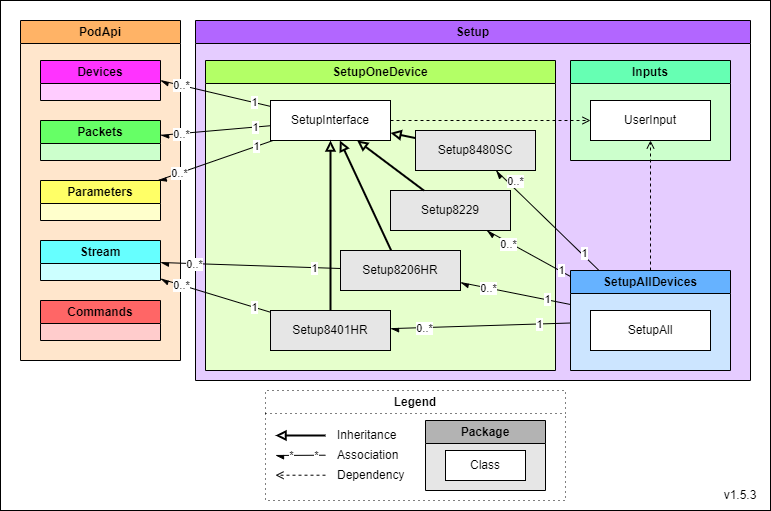 PodApi
Setup
Devices
Packets
Parameters
Stream
Commands
SetupOneDevice
SetupInterface
Setup8480SC
Setup8229
Setup8206HR
Setup8401HR
Inputs
UserInput
SetupAllDevices
SetupAll
0..*
1
0..*
1
1
0..*
0..*
0..*
1
0..*
1
1
0..*
0..*
1
1
0..*
1
Legend
Inheritance
* *
Association
Dependency
Package
Class
v1.5.3